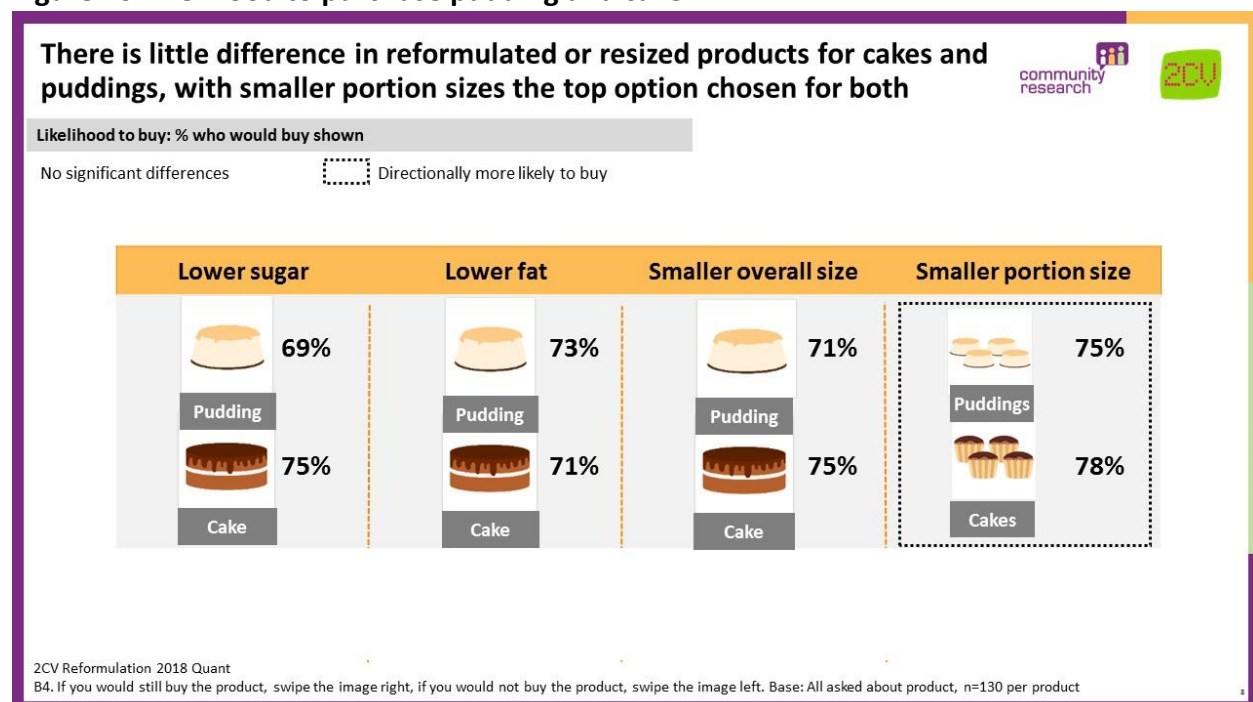 There is little difference in reformulated or resized products for cakes and
puddings, with smaller portion sizes the top option chosen for both
community
research
2CV
Likelihood to buy: % who would buy shown
No significant differences
Directionally more likely to buy
Lower sugar
Lower fat
Smaller overall size
Smaller portion size
69%
73%
71%
75%
Pudding
Pudding
Pudding
Puddings
75%
71%
75%
78%
Cake
Cake
Cake
Cakes
2CV Reformulation 2018 Quant
B4. If you would still buy the product, swipe the image right, if you would not buy the product, swipe the image left. Base: All asked about product, n=130 per product